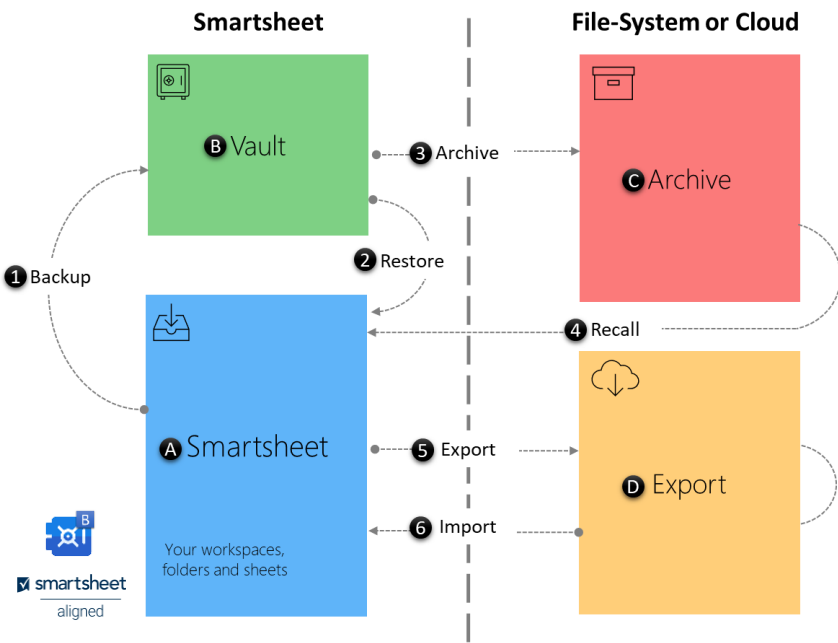 Smartsheet
File-System or Cloud
B Vault
3 Archive
C Archive
2 Restore
1 Backup
4 Recall
A Smartsheet
5 Export
D Export
6 Import
Your workspaces,
folders and sheets
B
smartsheet
aligned